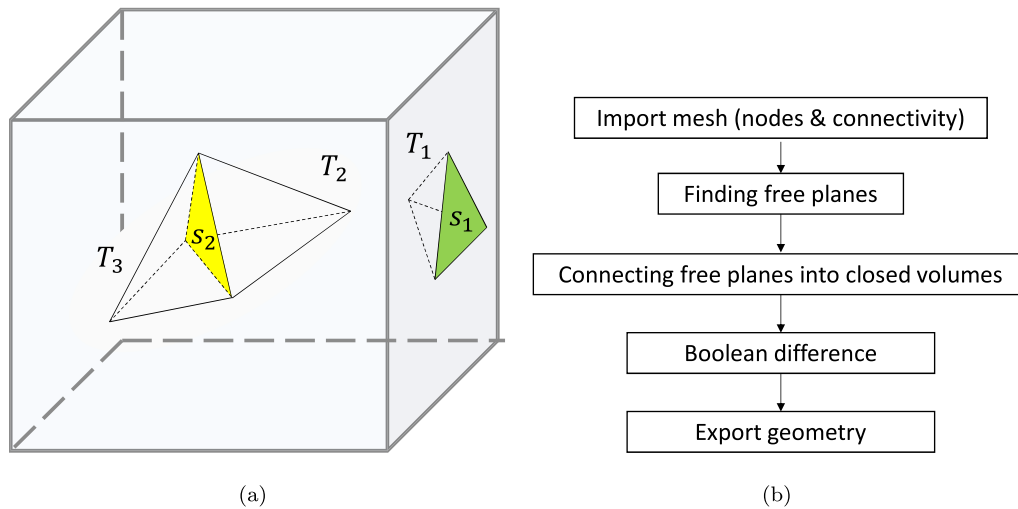 T₁
T₂
s₁
s₂
T₃
Import mesh (nodes & connectivity)
Finding free planes
Connecting free planes into closed volumes
Boolean difference
Export geometry
(a)
(b)